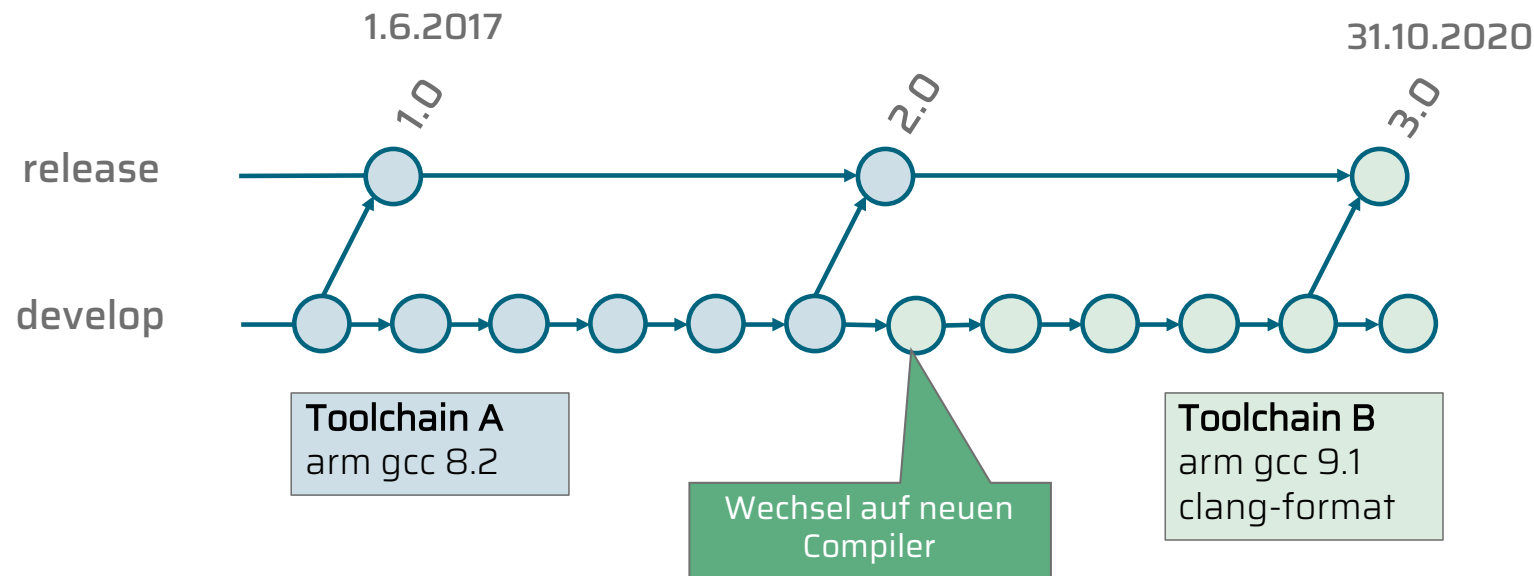 1.6.2017
31.10.2020
1.0
2.0
3.0
release
develop
Toolchain A
arm gcc 8.2
Wechsel auf neuen
Compiler
Toolchain B
arm gcc 9.1
clang-format